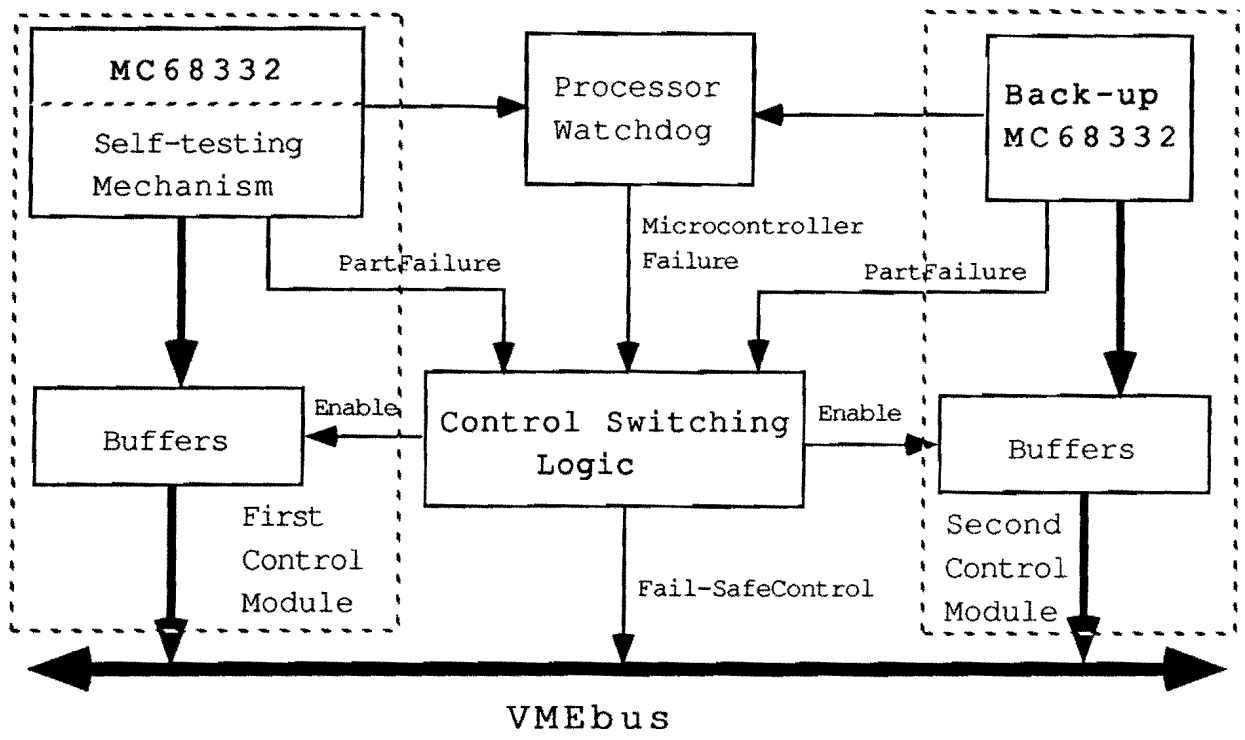 MC68332
Self-testing
Mechanism
Processor
Watchdog
Back-up
MC68332
PartFailure
Microcontroller
Failure
PartFailure
Buffers
Enable
Control Switching
Logic
Enable
Buffers
First
Control
Module
Fail-SafeControl
Second
Control
Module
VMEbus